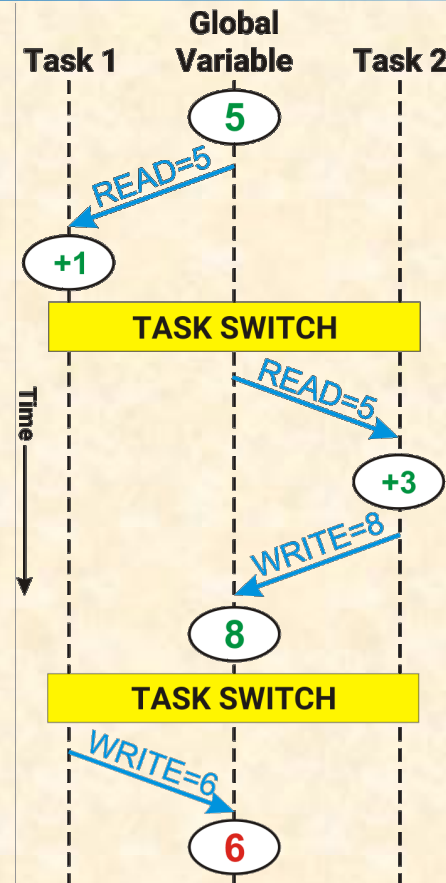 Global
Task 1 Variable Task 2
5
READ=5
+1
TASK SWITCH
READ=5
Time
+3
WRITE=8
8
TASK SWITCH
WRITE=6
6